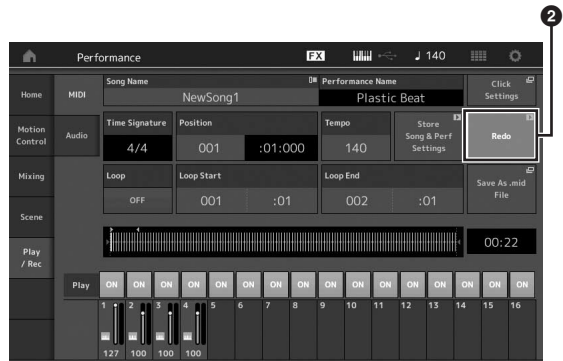 2
Performance FX 140
Song Name Performance Name Click Settings
Home MIDI NewSong1 Plastic Beat
Motion Control Audio Time Signature Position Tempo Store Song & Perf Settings Redo
4/4 001 :01:000 140
Mixing Loop Loop Start Loop End Save As .mid File
OFF 001 :01 002 :01
Scene
00:22
Play / Rec
Play ON ON ON ON ON ON ON ON ON ON ON ON ON ON ON ON
1 2 3 4 5 6 7 8 9 10 11 12 13 14 15 16
127 100 100 100